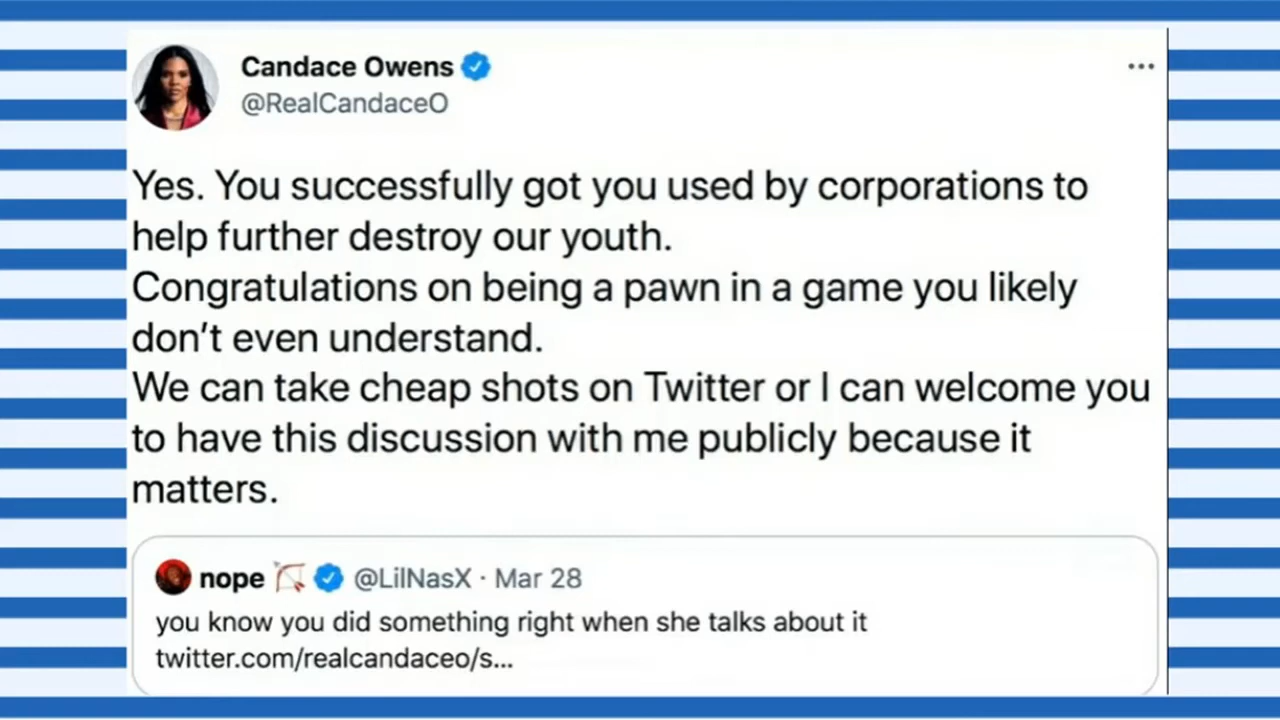 Candace Owens
@RealCandaceO
Yes. You successfully got you used by corporations to
help further destroy our youth.
Congratulations on being a pawn in a game you likely
don't even understand.
We can take cheap shots on Twitter or I can welcome you
to have this discussion with me publicly because it
matters.
nope @LilNasX · Mar 28
you know you did something right when she talks about it
twitter.com/realcandaceo/s...